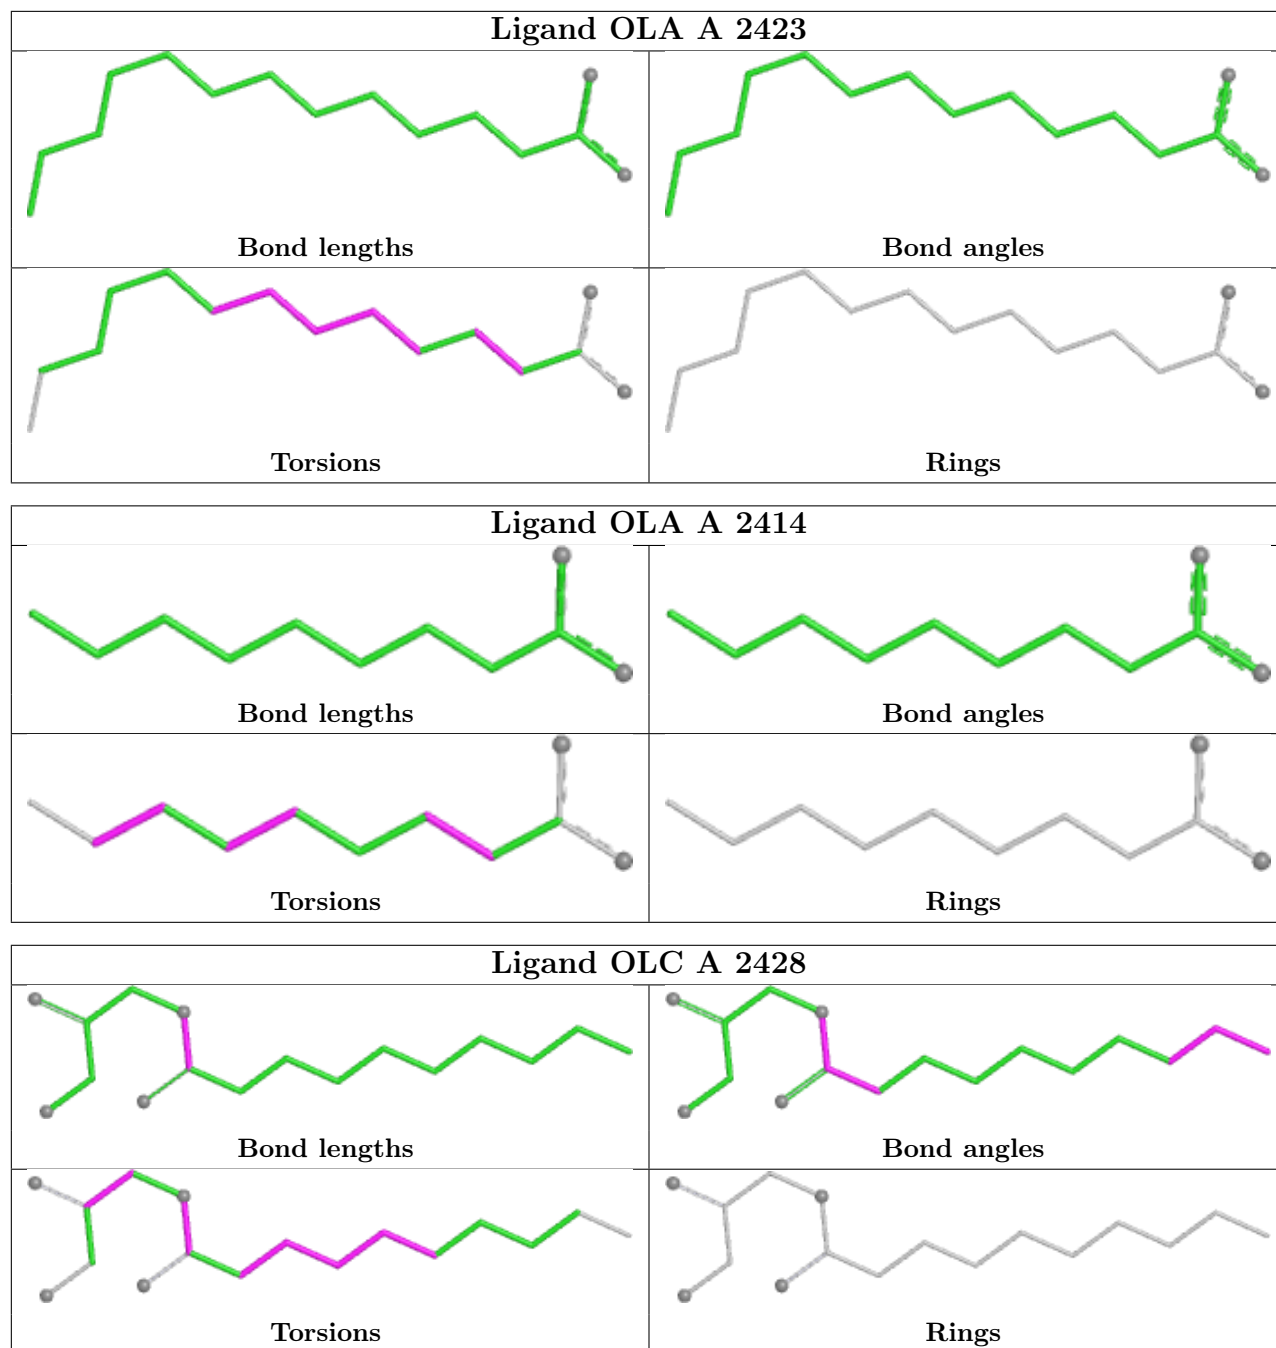 Ligand OLA A 2423
Bond lengths
Bond angles
Torsions
Rings
Ligand OLA A 2414
Bond lengths
Bond angles
Torsions
Rings
Ligand OLC A 2428
Bond lengths
Bond angles
Torsions
Rings